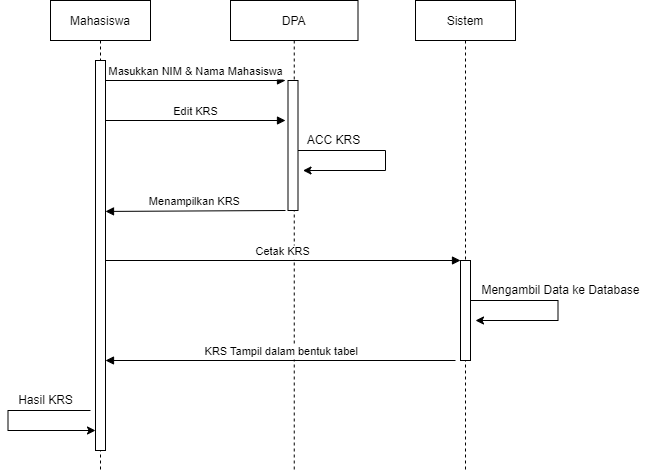 Mahasiswa
DPA
Sistem
Masukkan NIM & Nama Mahasiswa
Edit KRS
ACC KRS
Menampilkan KRS
Cetak KRS
Mengambil Data ke Database
KRS Tampil dalam bentuk tabel
Hasil KRS